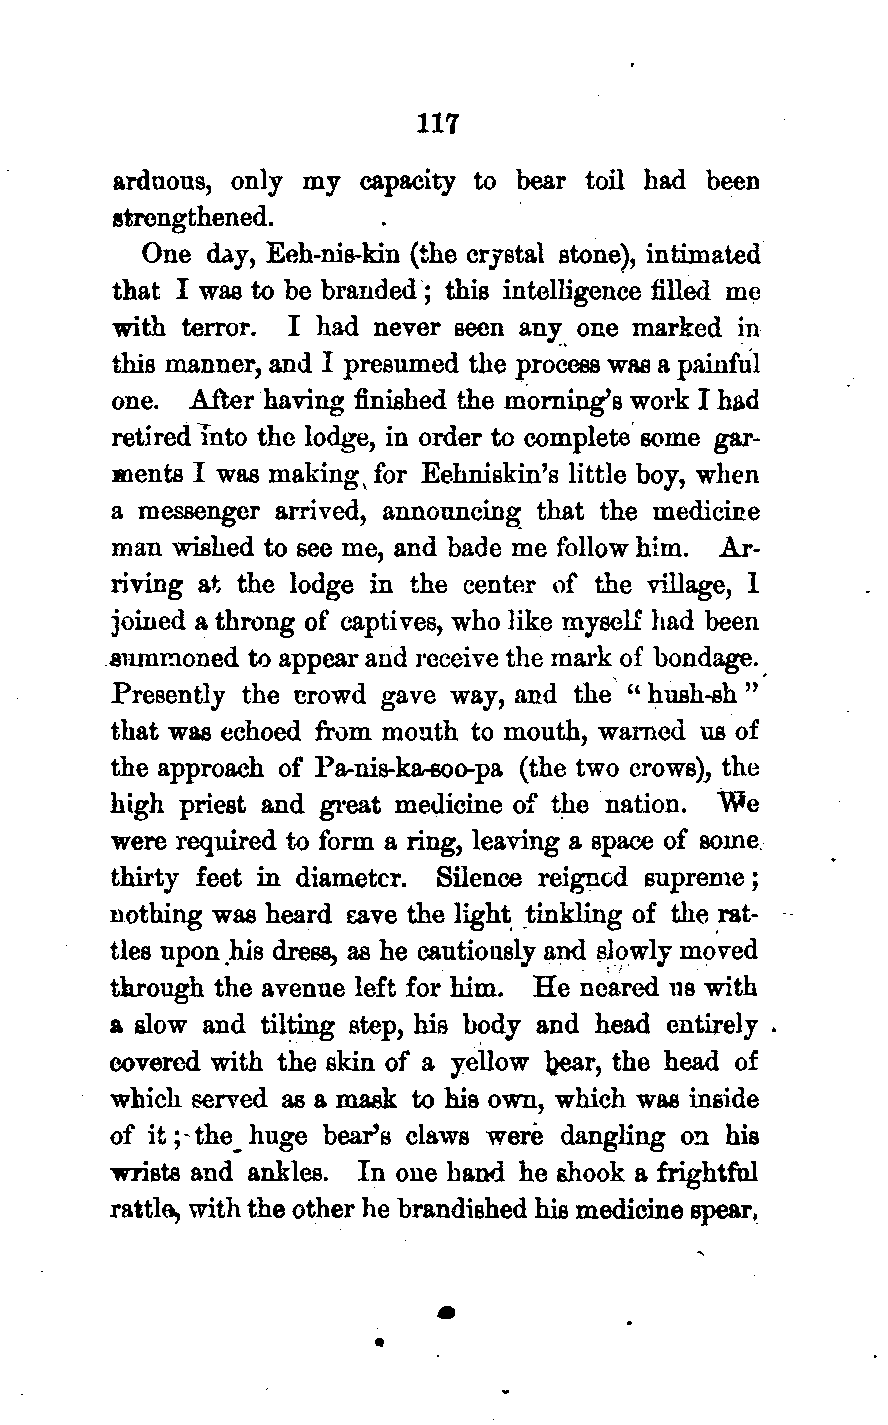 117
arduous, only my capacity to bear toil had been
strengthened.
One day, Eeh-nis-kin (the crystal stone), intimated
that I was to be branded; this intelligence filled me
with terror. I had never seen any one marked in
this manner, and I presumed the process was a painful
one. After having finished the morning's work I had
retired into the lodge, in order to complete some gar-
ments I was making for Eehniskin's little boy, when
a messenger arrived, announcing that the medicine
man wished to see me, and bade me follow him. Ar-
riving at the lodge in the center of the village, I
joined a throng of captives, who like myself had been
summoned to appear and receive the mark of bondage.
Presently the crowd gave way, and the "hush-sh"
that was echoed from mouth to mouth, warned us of
the approach of Pa-nis-ka-soo-pa (the two crows), the
high priest and great medicine of the nation. We
were required to form a ring, leaving a space of some
thirty feet in diameter. Silence reigned supreme;
nothing was heard save the light tinkling of the rat-
tles upon his dress, as he cautiously and slowly moved
through the avenue left for him. He neared us with
a slow and tilting step, his body and head entirely
covered with the skin of a yellow bear, the head of
which served as a mask to his own, which was inside
of it; the huge bear's claws were dangling on his
wrists and ankles. In one hand he shook a frightful
rattle, with the other he brandished his medicine spear,